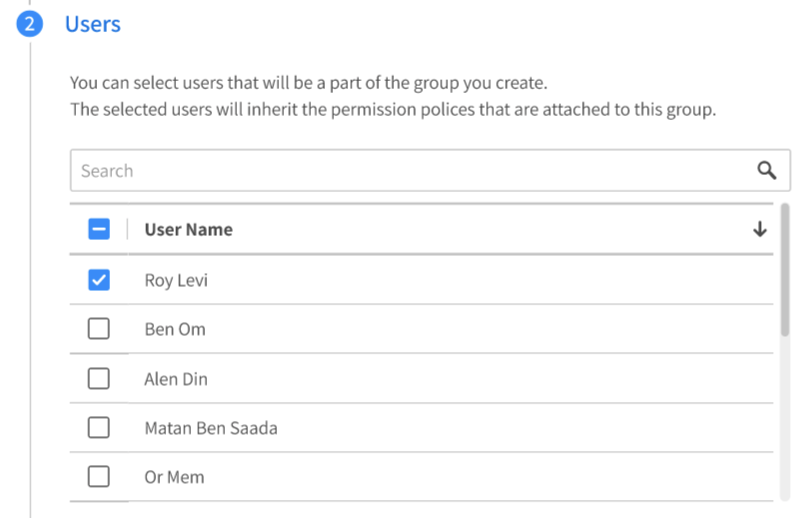 2 Users
You can select users that will be a part of the group you create.
The selected users will inherit the permission polices that are attached to this group.
Search
User Name
Roy Levi
Ben Om
Alen Din
Matan Ben Saada
Or Mem